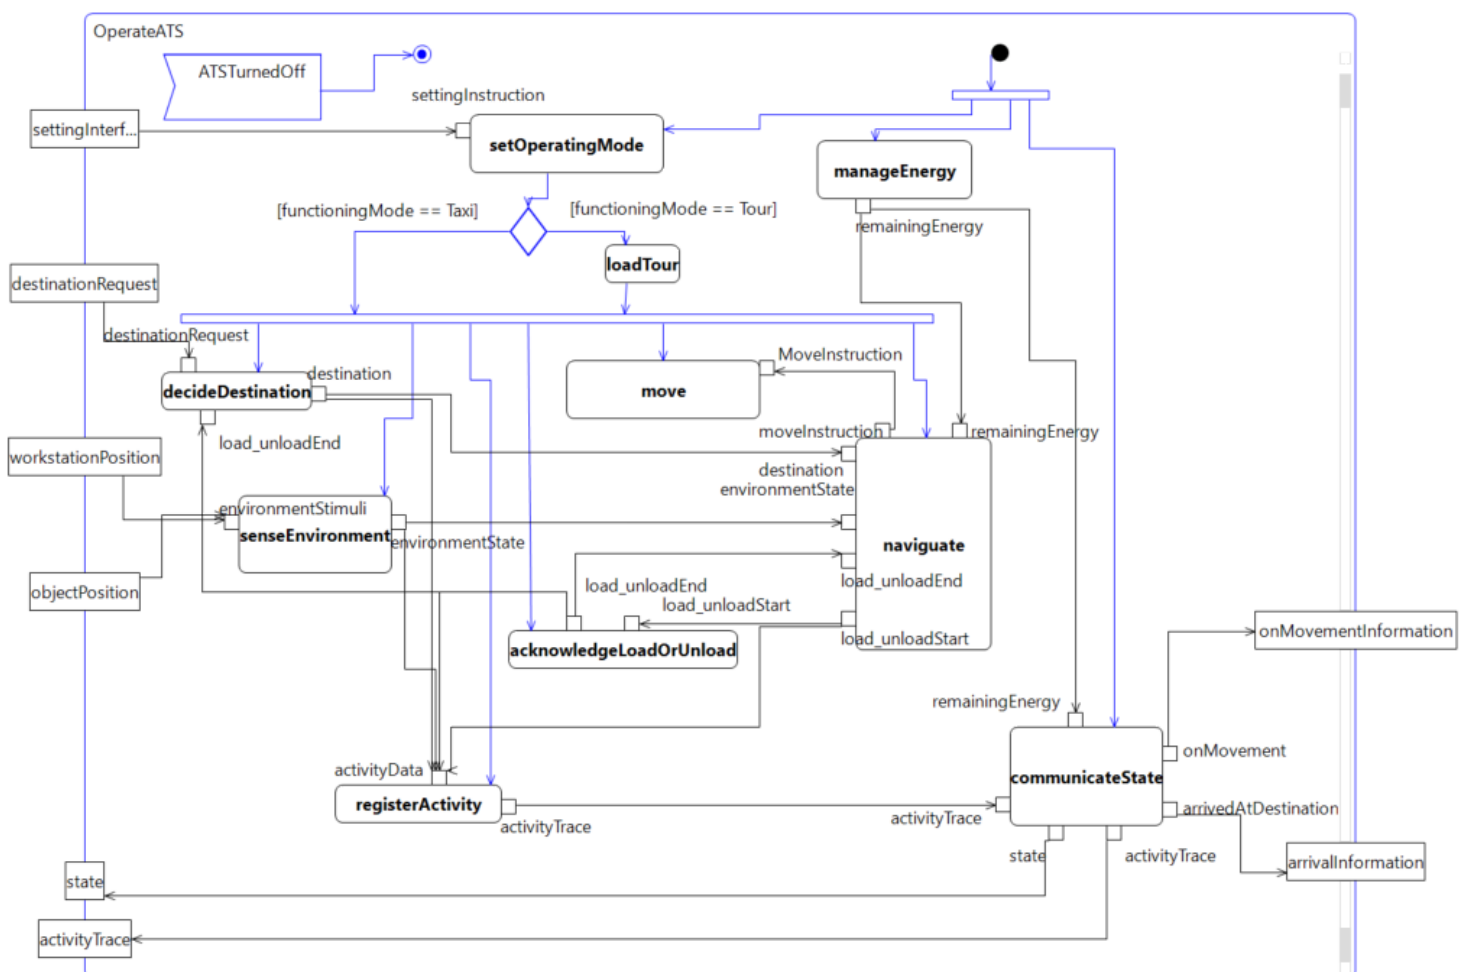 OperateATS
ATSTurnedOff
settingInstruction
settingInterf...
setOperatingMode
manageEnergy
[functioningMode == Taxi]
[functioningMode == Tour]
remainingEnergy
loadTour
destinationRequest
destinationRequest
MoveInstruction
destination
decideDestination
move
load_unloadEnd
moveInstruction
remainingEnergy
workstationPosition
destination
environmentState
environmentStimuli
senseEnvironment
environmentState
naviguate
objectPosition
load_unloadEnd
load_unloadEnd
load_unloadStart
load_unloadStart
acknowledgeLoadOrUnload
onMovementInformation
remainingEnergy
onMovement
activityData
communicateState
registerActivity
arrivedAtDestination
activityTrace
activityTrace
state
activityTrace
arrivalInformation
state
activityTrace